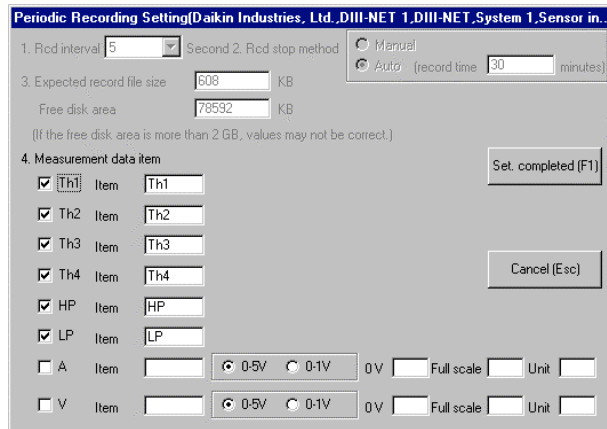 Periodic Recording Setting(Daikin Industries, Ltd.,DIII-NET 1,DIII-NET,System 1,Sensor in..
1. Rcd interval 5 Second 2. Rcd stop method Manual
Auto (record time 30 minutes)
3. Expected record file size 608 KB
Free disk area 78592 KB
(If the free disk area is more than 2 GB, values may not be correct.)
4. Measurement data item
Set. completed (F1)
Th1 Item Th1
Th2 Item Th2
Th3 Item Th3
Th4 Item Th4
Cancel (Esc)
HP Item HP
LP Item LP
A Item 0-5V 0-1V 0 V Full scale Unit
V Item 0-5V 0-1V 0 V Full scale Unit